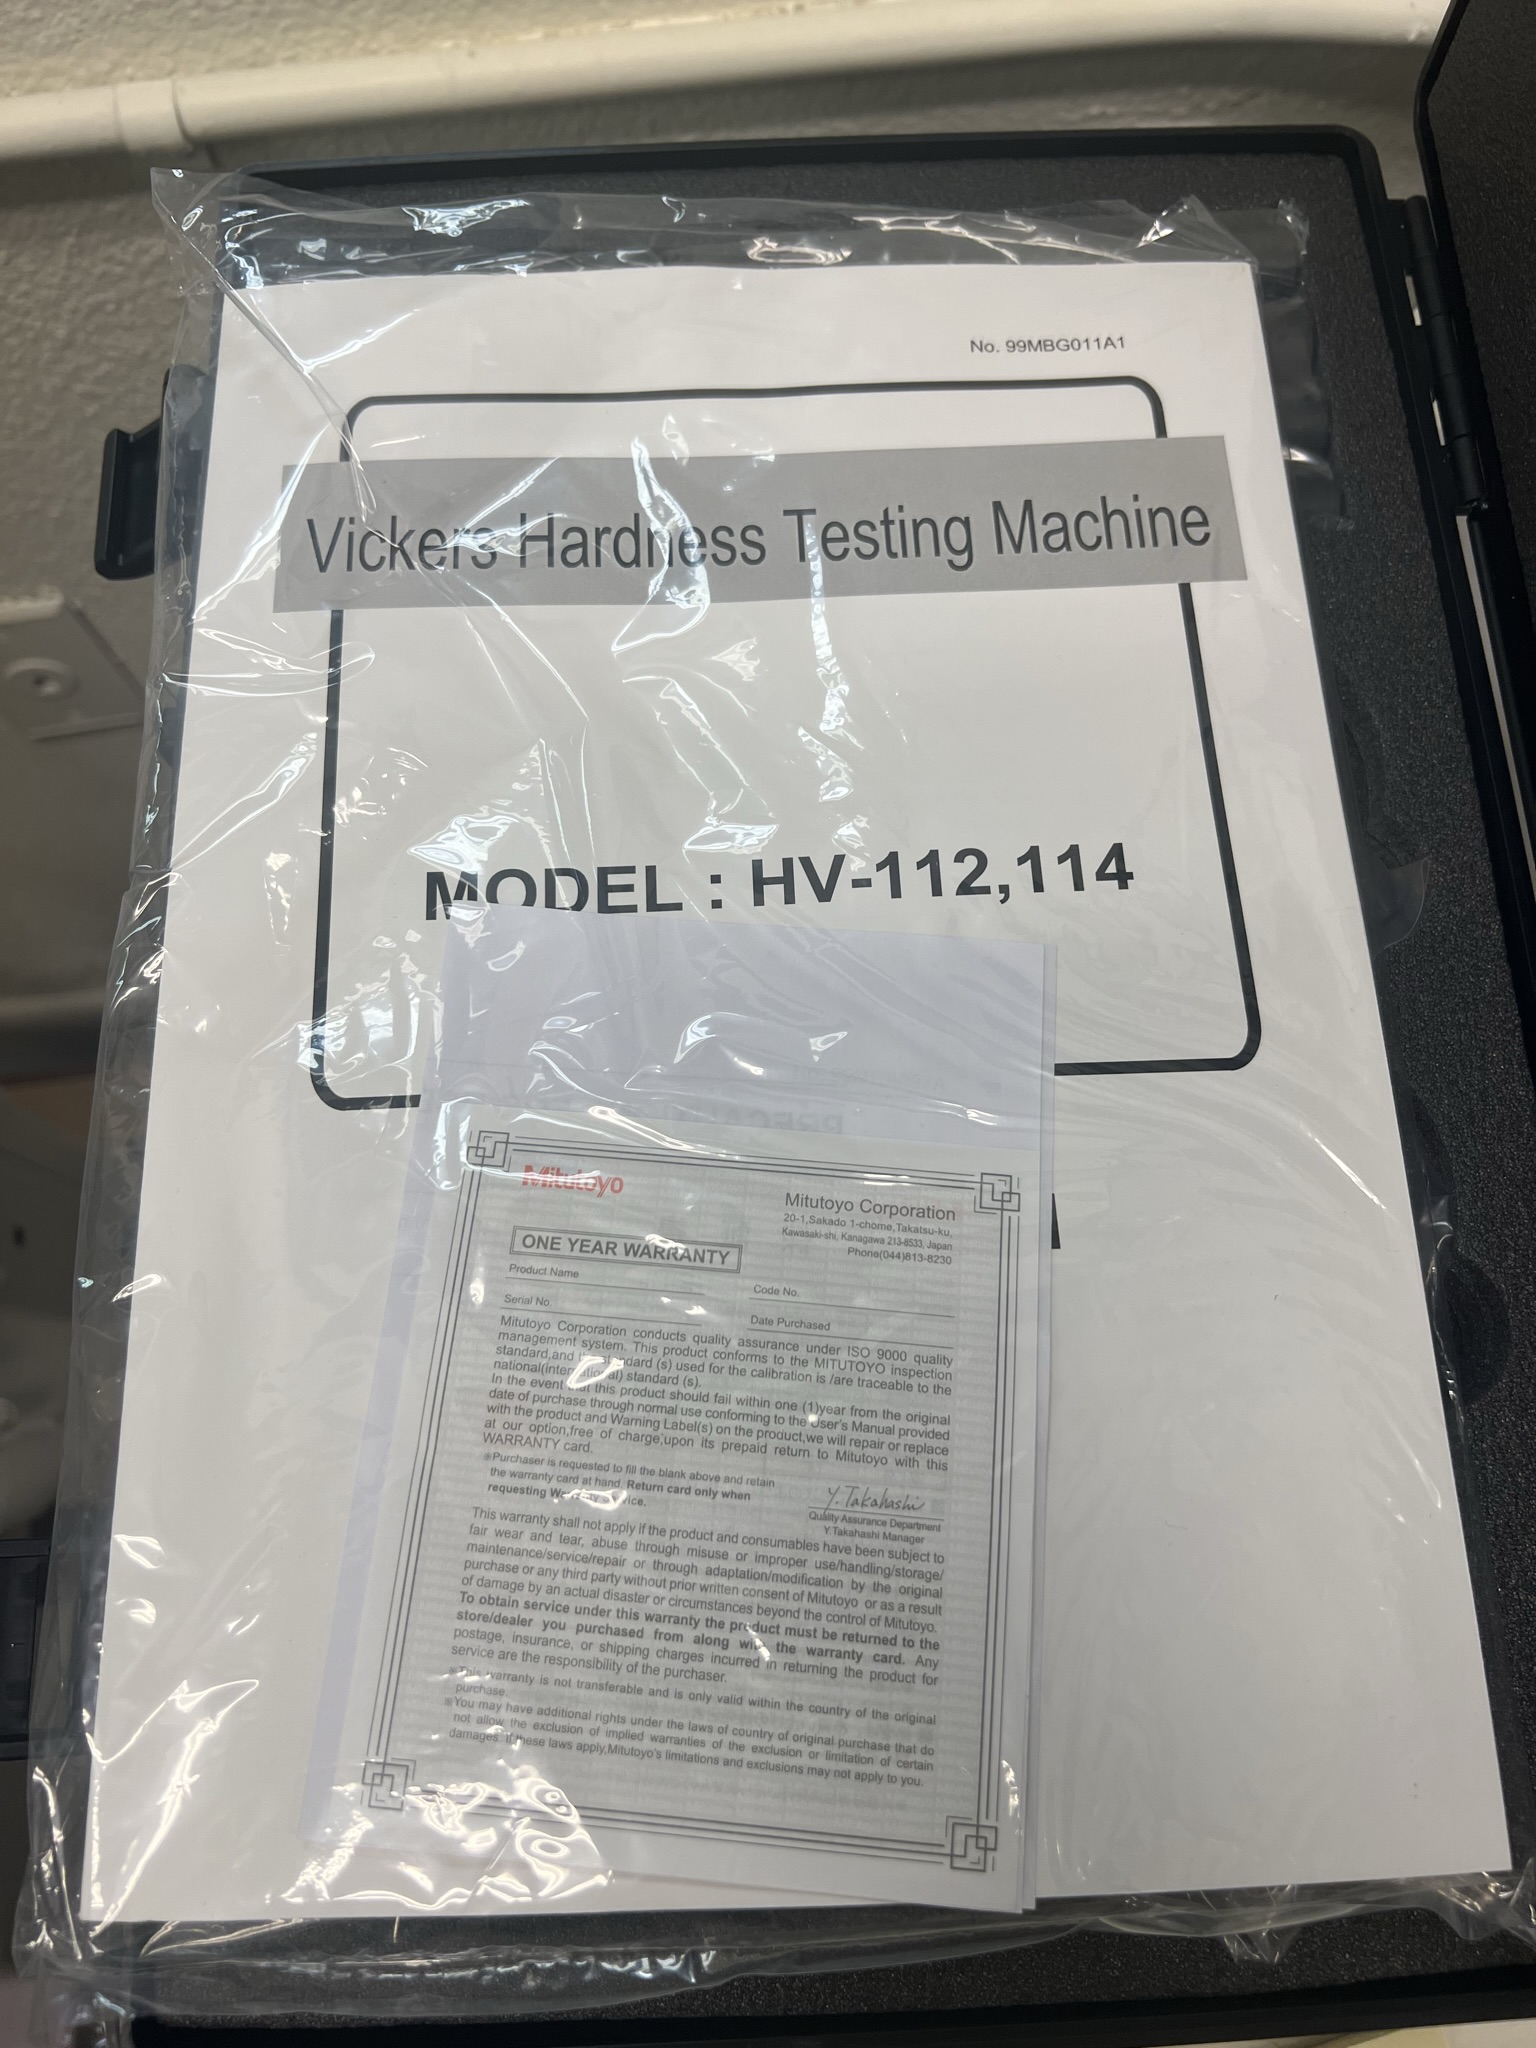 No. 99MBG011A1
Vickers Hardness Testing Machine
MODEL : HV-112,114
Mitutoyo
Mitutoyo Corporation
20-1,Sakado 1-chome,Takatsu-ku,
Kawasaki-shi, Kanagawa 213-8533, Japan
Phone(044)813-8230
ONE YEAR WARRANTY
Product Name
Code No.
Serial No.
Date Purchased
Mitutoyo Corporation conducts quality assurance under ISO 9000 quality
management system. This product conforms to the MITUTOYO inspection
standard,and its standard (s) used for the calibration is /are traceable to the
national(international) standard (s).
In the event that this product should fail within one (1)year from the original
date of purchase through normal use conforming to the User's Manual provided
with the product and Warning Label(s) on the product,we will repair or replace
at our option,free of charge,upon its prepaid return to Mitutoyo with this
WARRANTY card.
※Purchaser is requested to fill the blank above and retain
the warranty card at hand. Return card only when
requesting Warranty Service.
Y. Takahashi
Quality Assurance Department
Y.Takahashi Manager
This warranty shall not apply if the product and consumables have been subject to
fair wear and tear, abuse through misuse or improper use/handling/storage/
maintenance/service/repair or through adaptation/modification by the original
purchase or any third party without prior written consent of Mitutoyo or as a result
of damage by an actual disaster or circumstances beyond the control of Mitutoyo.
To obtain service under this warranty the product must be returned to the
store/dealer you purchased from along with the warranty card. Any
postage, insurance, or shipping charges incurred in returning the product for
service are the responsibility of the purchaser.
※This warranty is not transferable and is only valid within the country of the original
purchase.
※You may have additional rights under the laws of country of original purchase that do
not allow the exclusion of implied warranties of the exclusion or limitation of certain
damages. If these laws apply,Mitutoyo's limitations and exclusions may not apply to you.